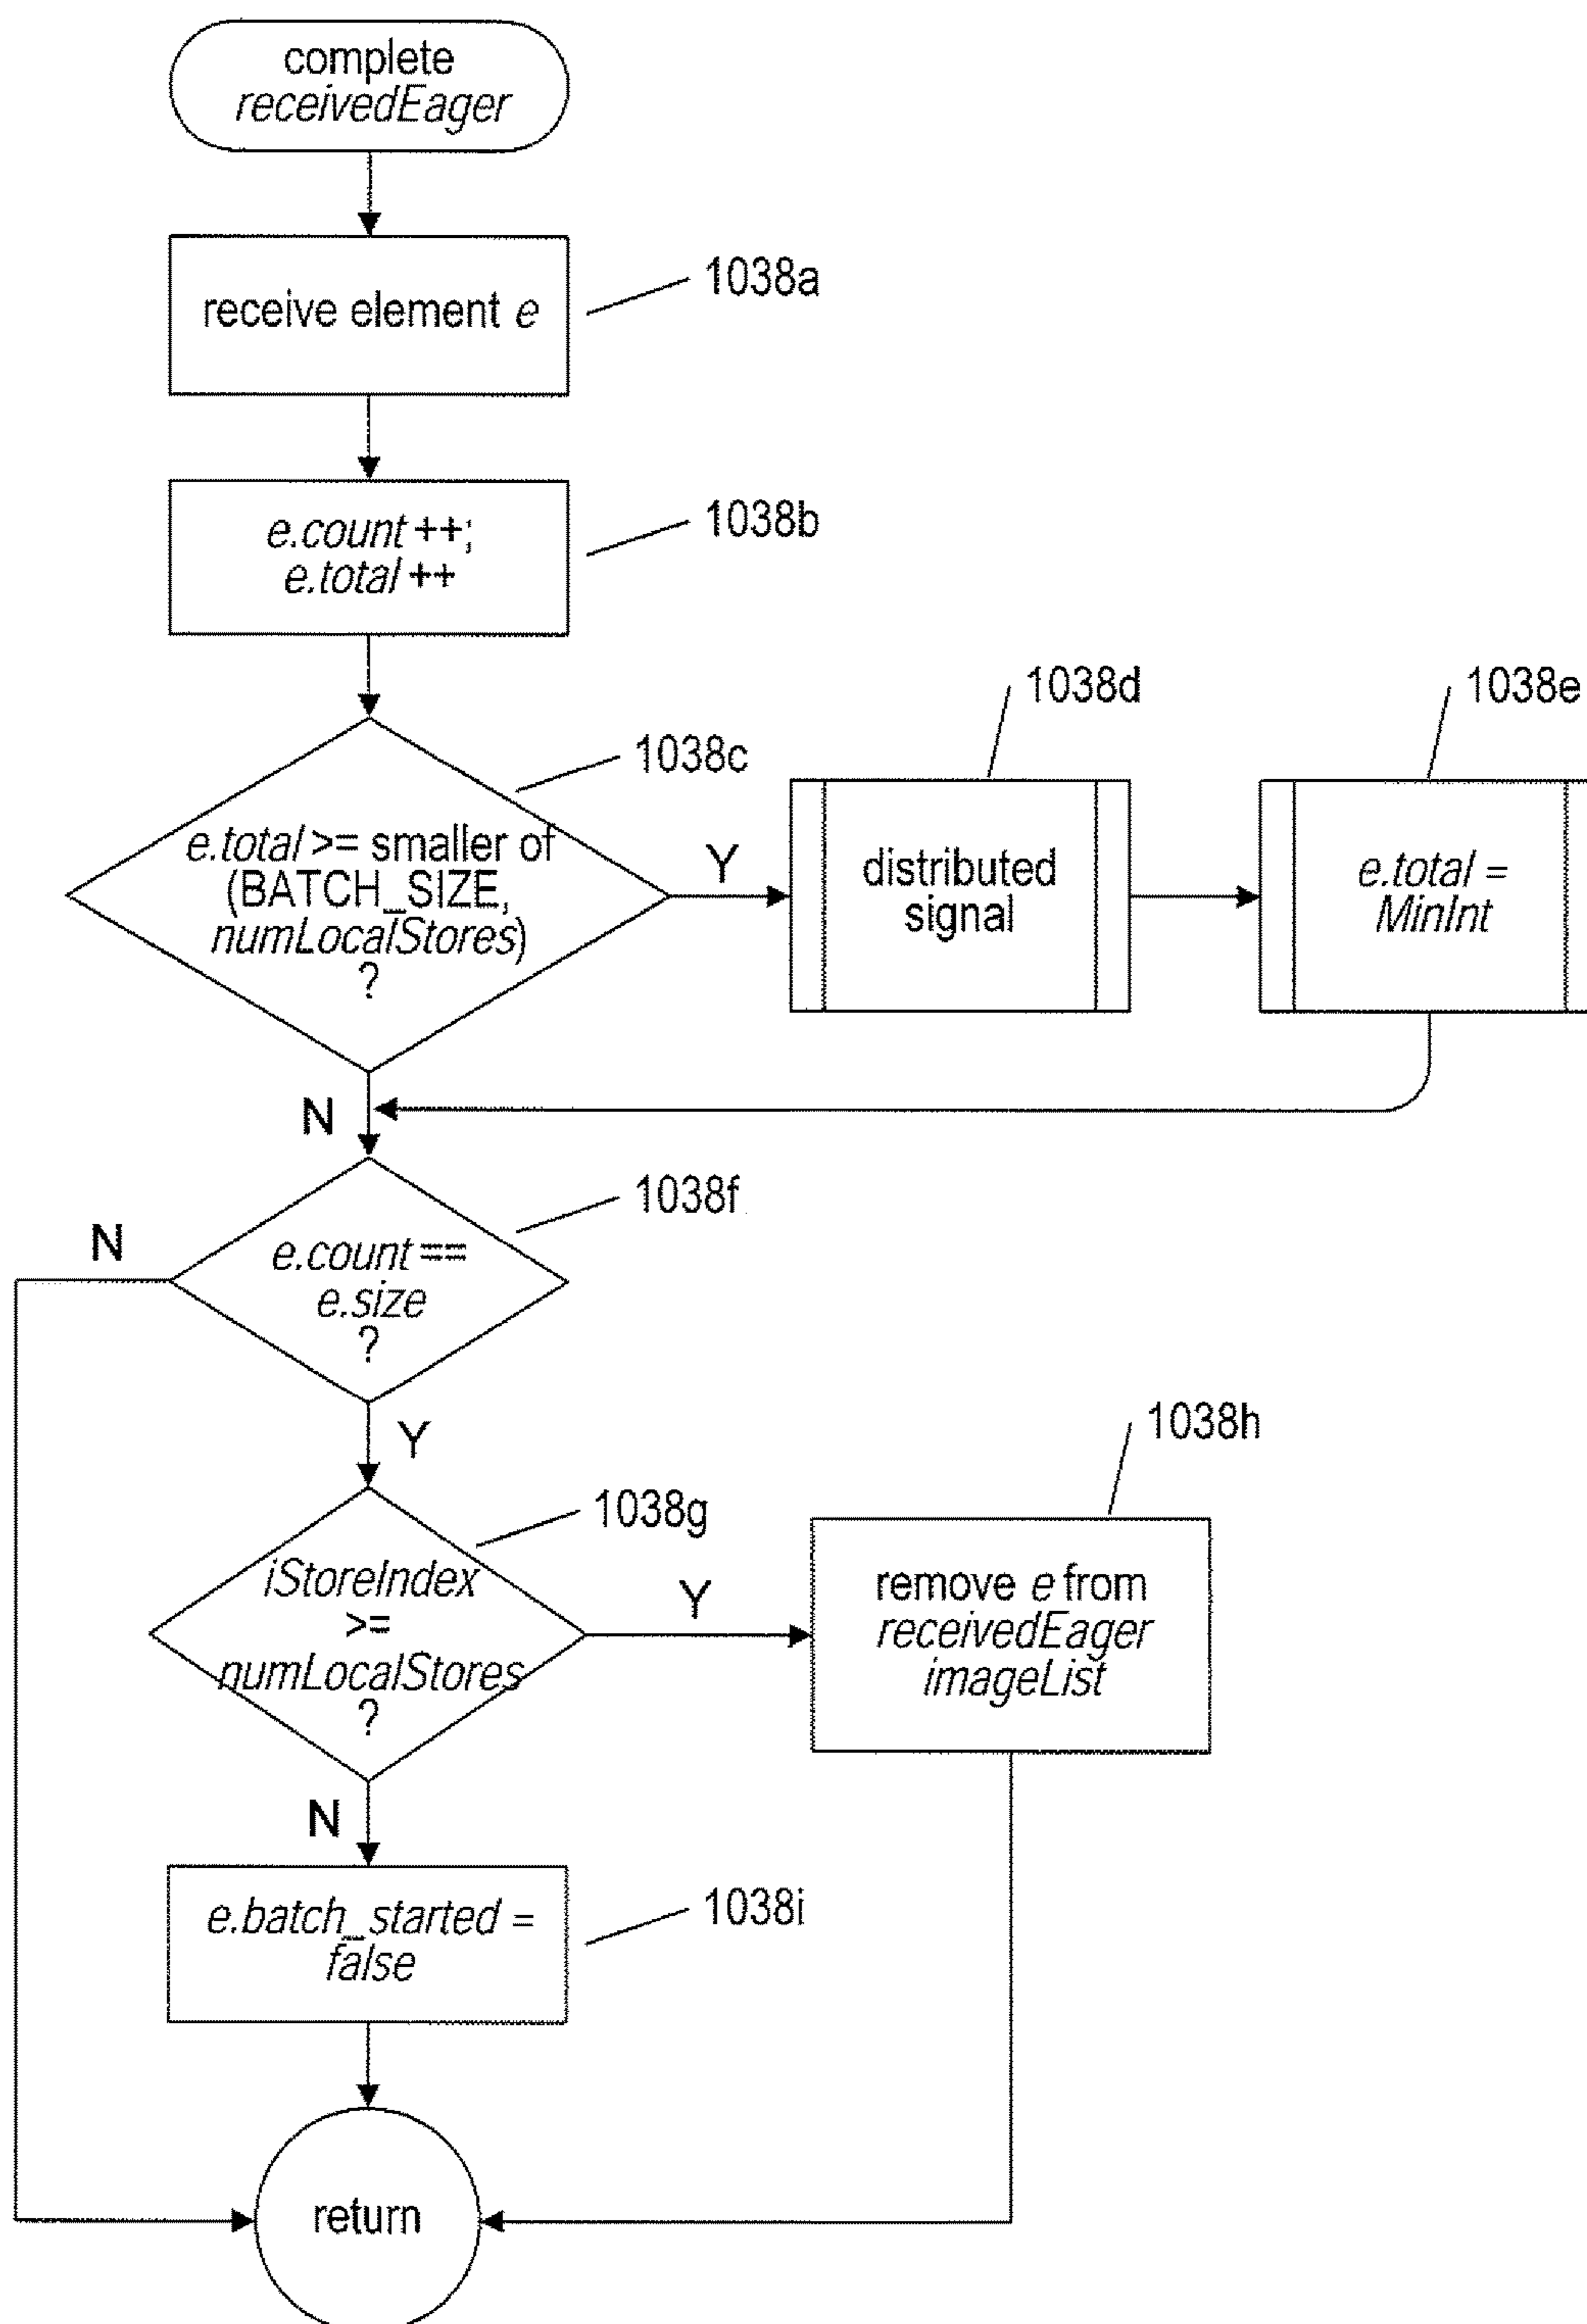 complete
receivedEager
receive element e
1038a
e.count ++;
e.total ++
1038b
e.total >= smaller of
(BATCH_SIZE,
numLocalStores)
?
1038c
Y
distributed
signal
1038d
e.total =
MinInt
1038e
N
e.count ==
e.size
?
1038f
N
Y
iStoreIndex
>=
numLocalStores
?
1038g
Y
remove e from
receivedEager
imageList
1038h
N
e.batch_started =
false
1038i
return